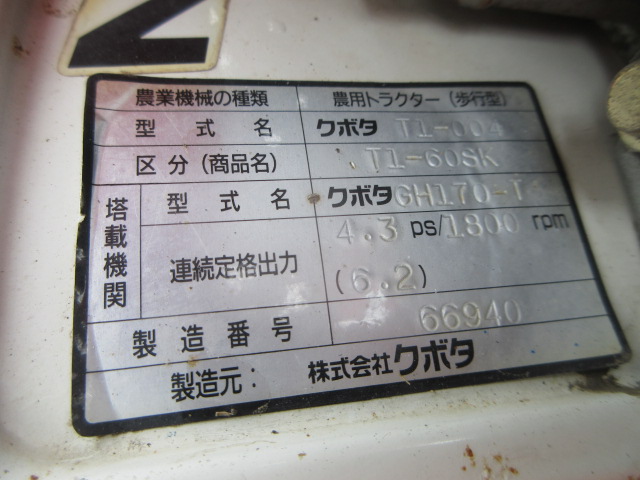 農業機械の種類 農用トラクター(歩行型)
型式名 クボタ T1-004
区分(商品名) T1-60SK
搭載機関 型式名 クボタ GH170-T
連続定格出力 4.3 ps/1800 rpm
(6.2)
製造番号 66940
製造元: 株式会社クボタ